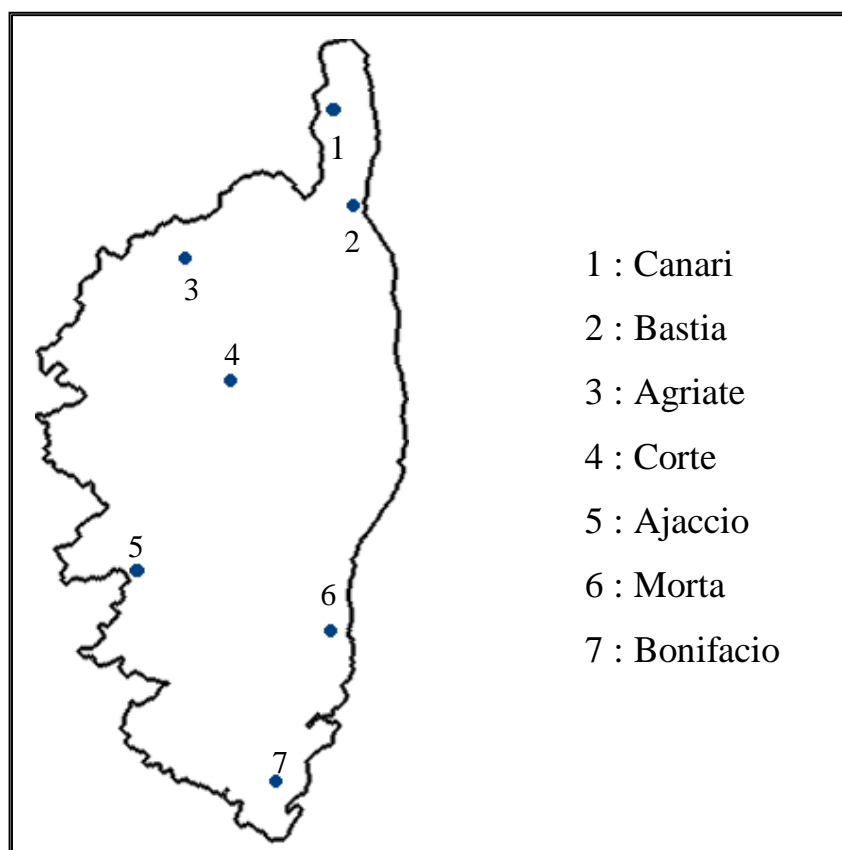 1
2
3
4
5
6
7
1 : Canari
2 : Bastia
3 : Agriate
4 : Corte
5 : Ajaccio
6 : Morta
7 : Bonifacio